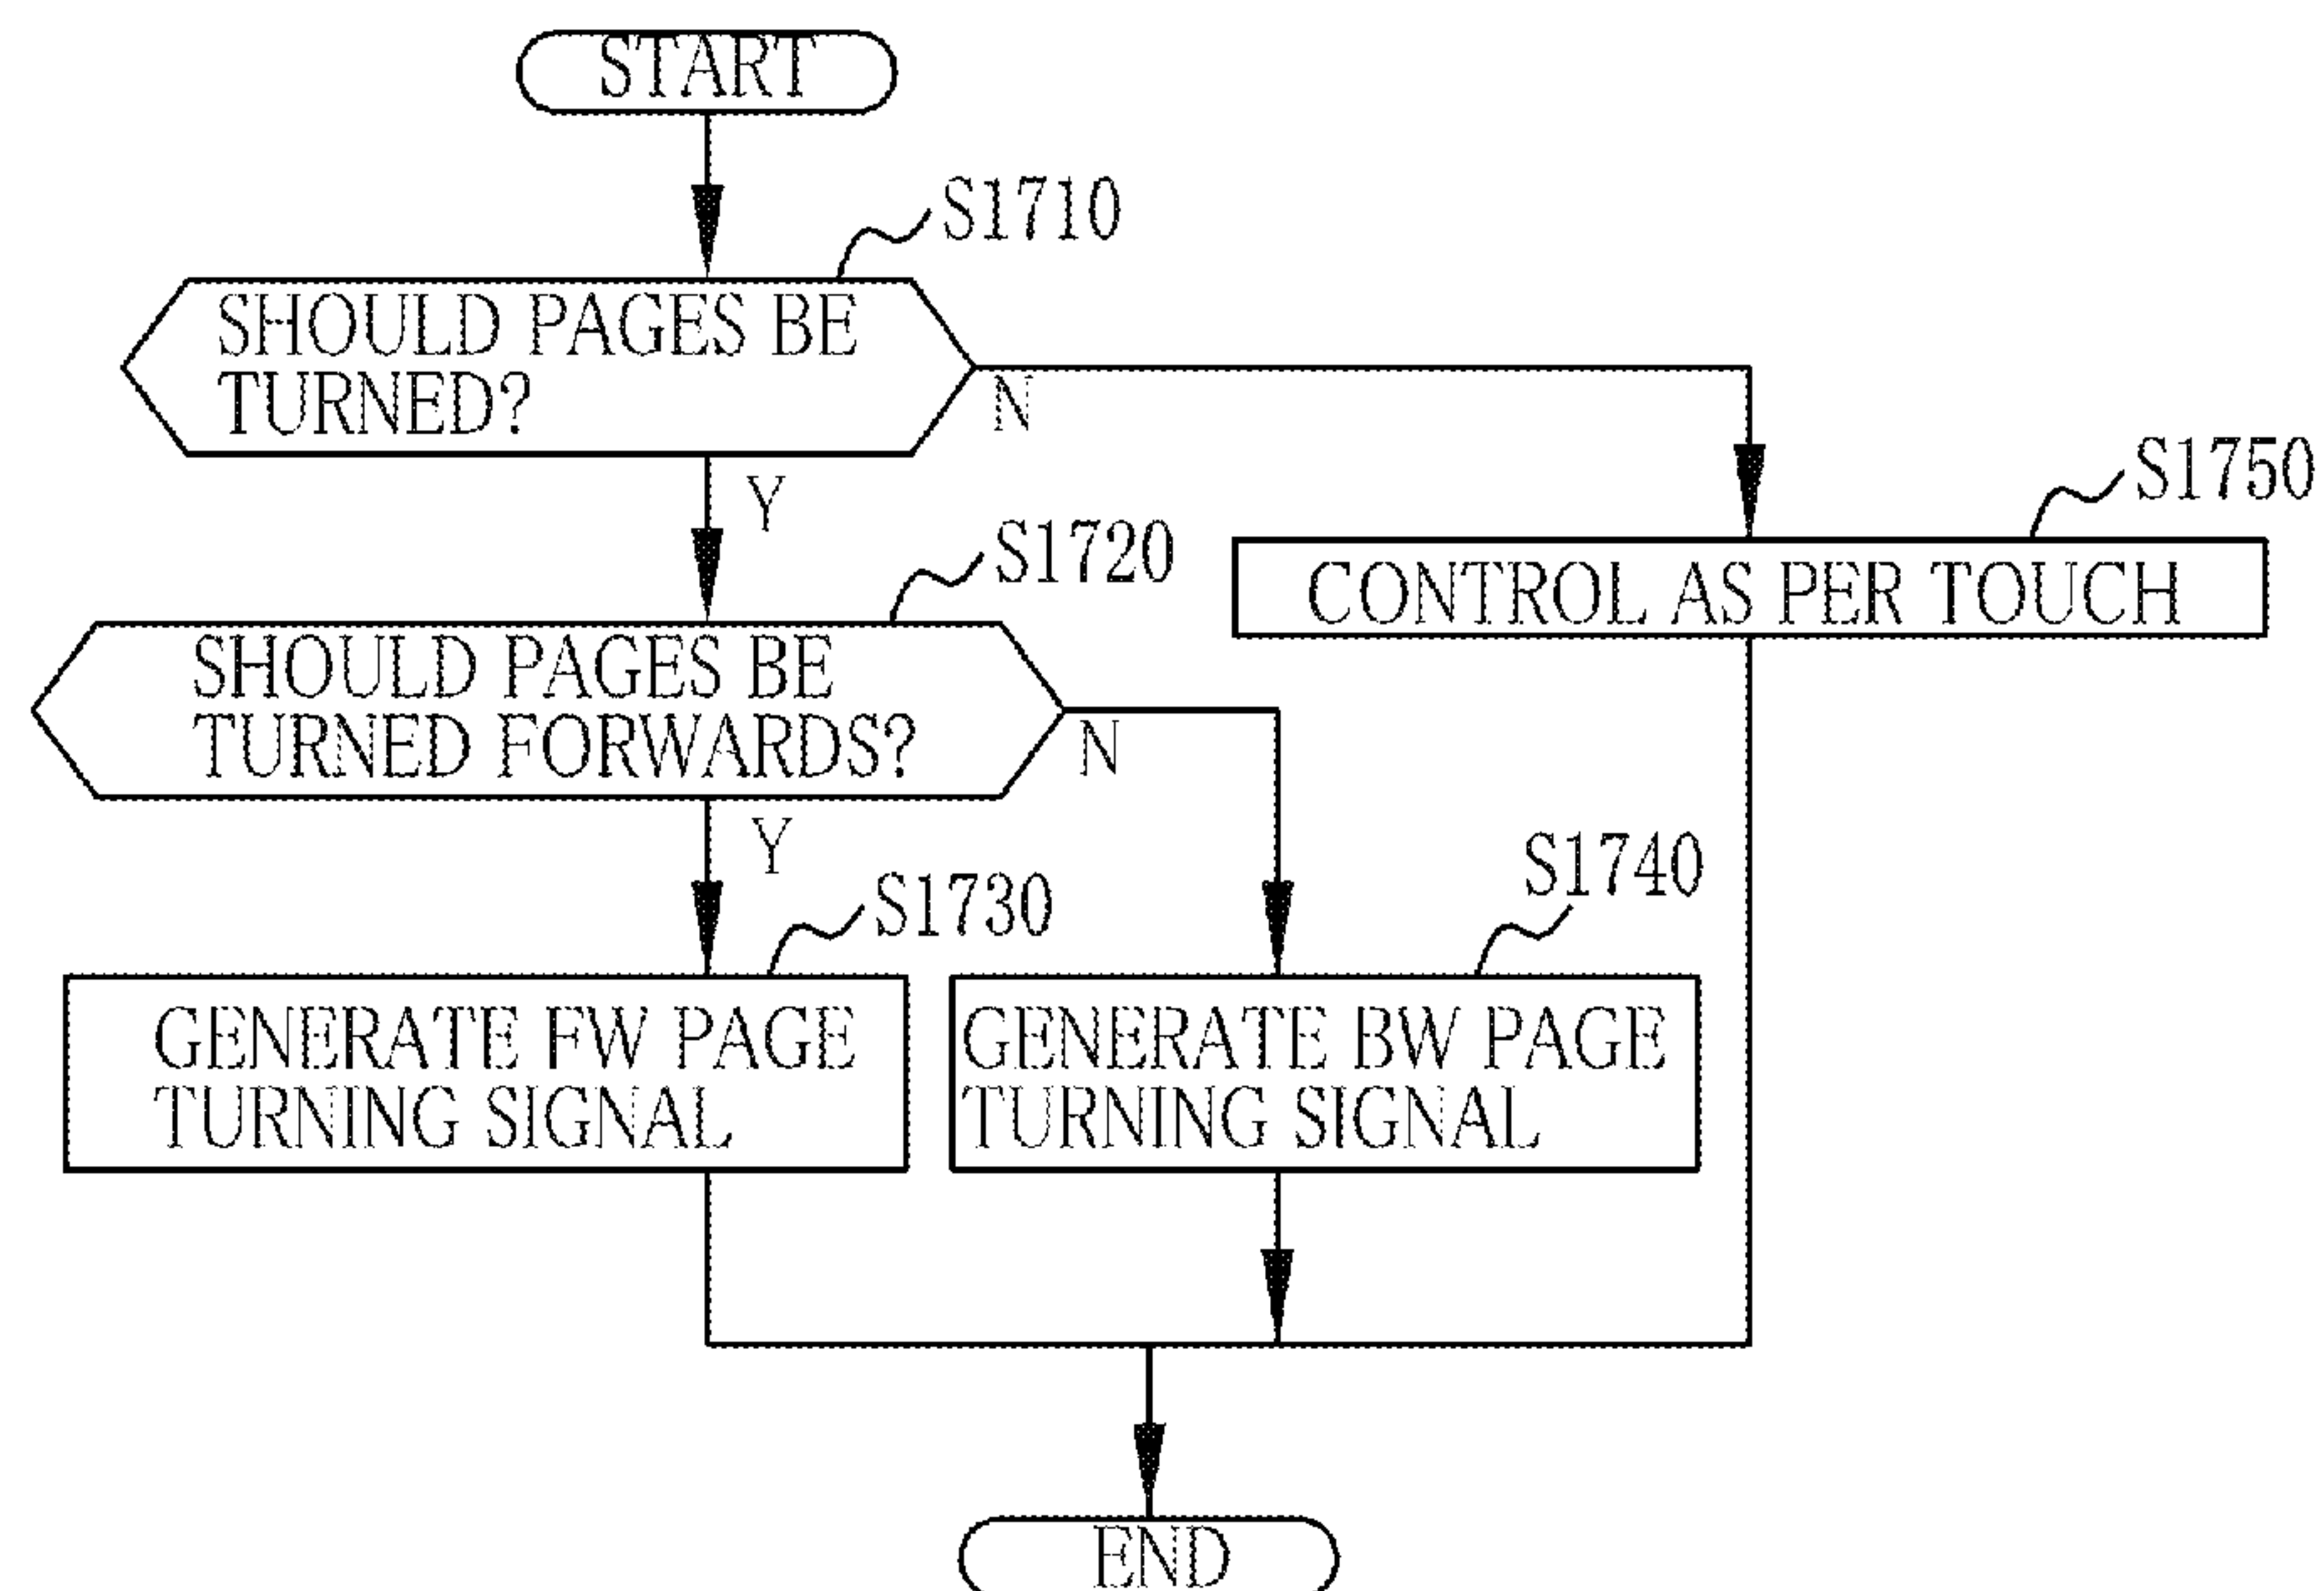 START
S1710
SHOULD PAGES BE
TURNED?
N
Y
S1750
CONTROL AS PER TOUCH
S1720
SHOULD PAGES BE
TURNED FORWARDS?
N
Y
S1730
GENERATE FW PAGE
TURNING SIGNAL
S1740
GENERATE BW PAGE
TURNING SIGNAL
END